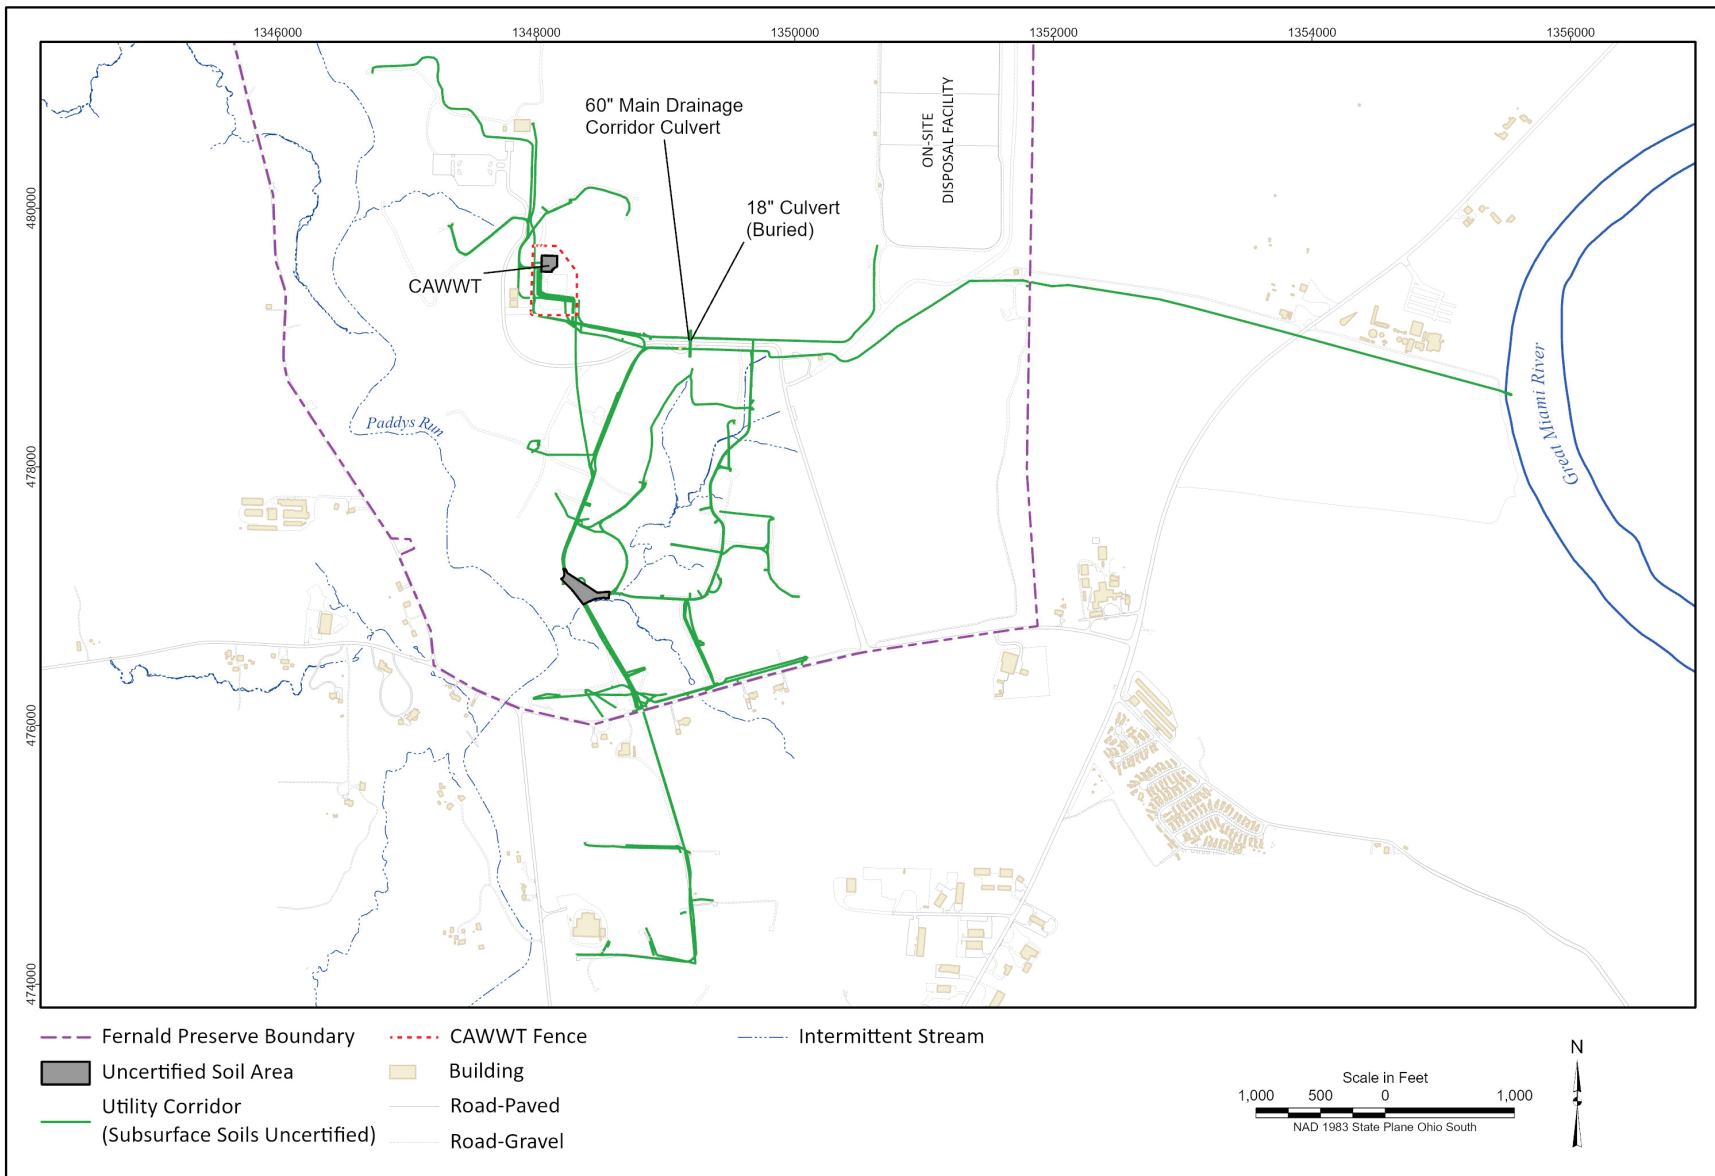 1346000
1348000
1350000
1352000
1354000
1356000
480000
478000
476000
474000
60" Main Drainage
Corridor Culvert
ON-SITE
DISPOSAL FACILITY
18" Culvert
(Buried)
CAWWT
Paddys Run
Great Miami River
Fernald Preserve Boundary
Uncertified Soil Area
Utility Corridor
(Subsurface Soils Uncertified)
CAWWT Fence
Building
Road-Paved
Road-Gravel
Intermittent Stream
Scale in Feet
1,000 500 0 1,000
NAD 1983 State Plane Ohio South
N